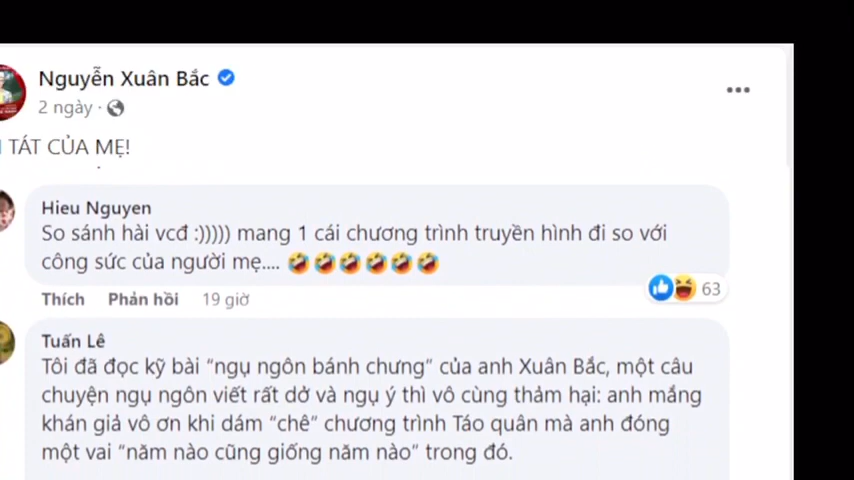 Nguyễn Xuân Bắc
2 ngày ·
TÁT CỦA MẸ!
Hieu Nguyen
So sánh hài vcđ :))))) mang 1 cái chương trình truyền hình đi so với
công sức của người mẹ.... 🤣🤣🤣🤣🤣🤣
Thích Phản hồi 19 giờ
63
Tuấn Lê
Tôi đã đọc kỹ bài "ngụ ngôn bánh chưng" của anh Xuân Bắc, một câu
chuyện ngụ ngôn viết rất dở và ngụ ý thì vô cùng thảm hại: anh mắng
khán giả vô ơn khi dám "chê" chương trình Táo quân mà anh đóng
một vai "năm nào cũng giống năm nào" trong đó.